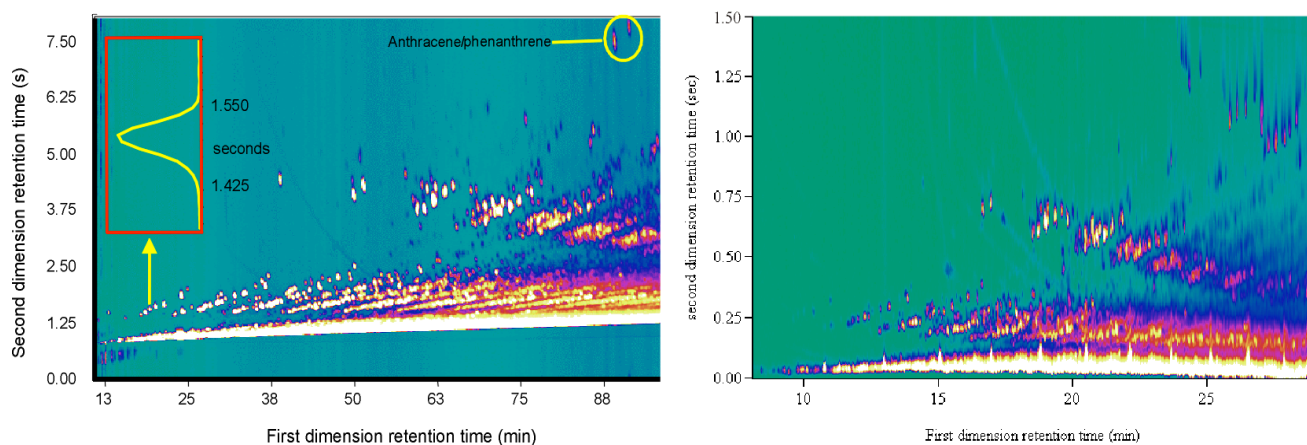 7.50
6.25
5.00
3.75
2.50
1.25
0.00
Second dimension retention time (s)
Anthracene/phenanthrene
1.550
seconds
1.425
13 25 38 50 63 75 88
First dimension retention time (min)
1.50
1.25
1.00
0.75
0.50
0.25
0.00
second dimension retention time (sec)
10 15 20 25
First dimension retention time (min)